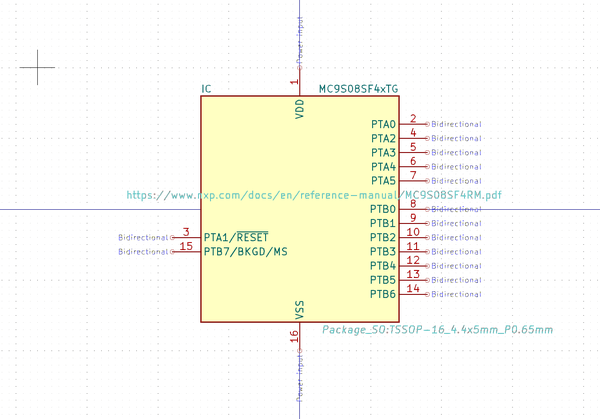 Power input
1
IC MC9S08SF4xTG
VDD
PTA0 2 Bidirectional
PTA2 4 Bidirectional
PTA3 5 Bidirectional
PTA4 6 Bidirectional
PTA5 7 Bidirectional
https://www.nxp.com/docs/en/reference-manual/MC9S08SF4RM.pdf
PTB0 8 Bidirectional
PTB1 9 Bidirectional
Bidirectional 3 PTA1/RESET PTB2 10 Bidirectional
Bidirectional 15 PTB7/BKGD/MS PTB3 11 Bidirectional
PTB4 12 Bidirectional
PTB5 13 Bidirectional
PTB6 14 Bidirectional
VSS
Package_SO:TSSOP-16_4.4x5mm_P0.65mm
16
Power input